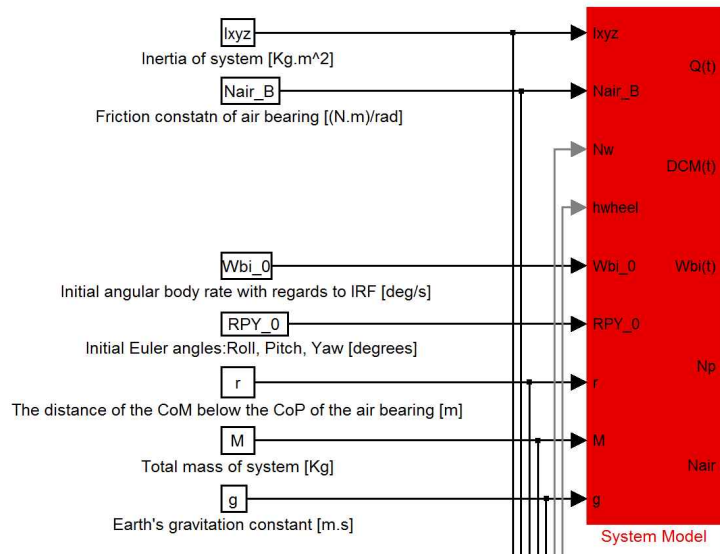 Ixyz
Ixyz
Inertia of system [Kg.m^2]
Q(t)
Nair_B
Nair_B
Friction constatn of air bearing [(N.m)/rad]
Nw
DCM(t)
hwheel
Wbi_0
Wbi_0
Wbi(t)
Initial angular body rate with regards to IRF [deg/s]
RPY_0
RPY_0
Initial Euler angles:Roll, Pitch, Yaw [degrees]
Np
r
r
The distance of the CoM below the CoP of the air bearing [m]
M
M
Total mass of system [Kg]
Nair
g
g
Earth's gravitation constant [m.s]
System Model